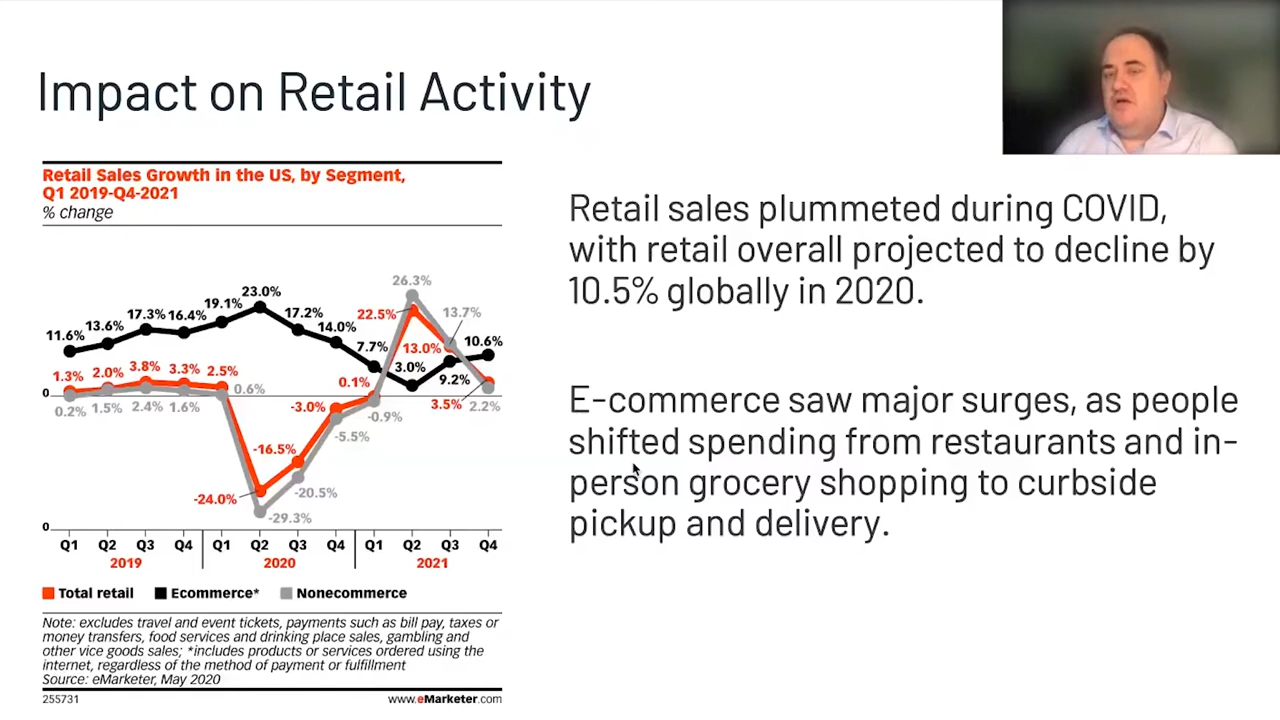 Impact on Retail Activity
Retail Sales Growth in the US, by Segment,
Q1 2019-Q4-2021
% change
11.6%
13.6%
17.3%
16.4%
19.1%
23.0%
17.2%
14.0%
7.7%
3.0%
9.2%
10.6%
1.3%
2.0%
3.8%
3.3%
2.5%
-24.0%
-16.5%
-3.0%
0.1%
22.5%
13.0%
3.5%
0.2%
1.5%
2.4%
1.6%
0.6%
-29.3%
-20.5%
-5.5%
-0.9%
26.3%
13.7%
2.2%
0
0
Q1 Q2 Q3 Q4 Q1 Q2 Q3 Q4 Q1 Q2 Q3 Q4
2019 2020 2021
Total retail Ecommerce* Nonecommerce
Note: excludes travel and event tickets, payments such as bill pay, taxes or
money transfers, food services and drinking place sales, gambling and
other vice goods sales; *includes products or services ordered using the
internet, regardless of the method of payment or fulfillment
Source: eMarketer, May 2020
255731 www.eMarketer.com
Retail sales plummeted during COVID,
with retail overall projected to decline by
10.5% globally in 2020.
E-commerce saw major surges, as people
shifted spending from restaurants and in-
person grocery shopping to curbside
pickup and delivery.